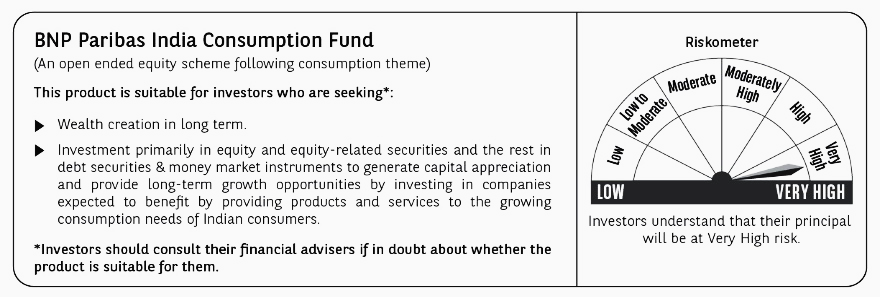 BNP Paribas India Consumption Fund
(An open ended equity scheme following consumption theme)
This product is suitable for investors who are seeking*:
Wealth creation in long term.
Investment primarily in equity and equity-related securities and the rest in
debt securities & money market instruments to generate capital appreciation
and provide long-term growth opportunities by investing in companies
expected to benefit by providing products and services to the growing
consumption needs of Indian consumers.
*Investors should consult their financial advisers if in doubt about whether the
product is suitable for them.
Riskometer
Low
Low to
Moderate
Moderate
Moderately
High
High
Very
High
LOW
VERY HIGH
Investors understand that their principal
will be at Very High risk.